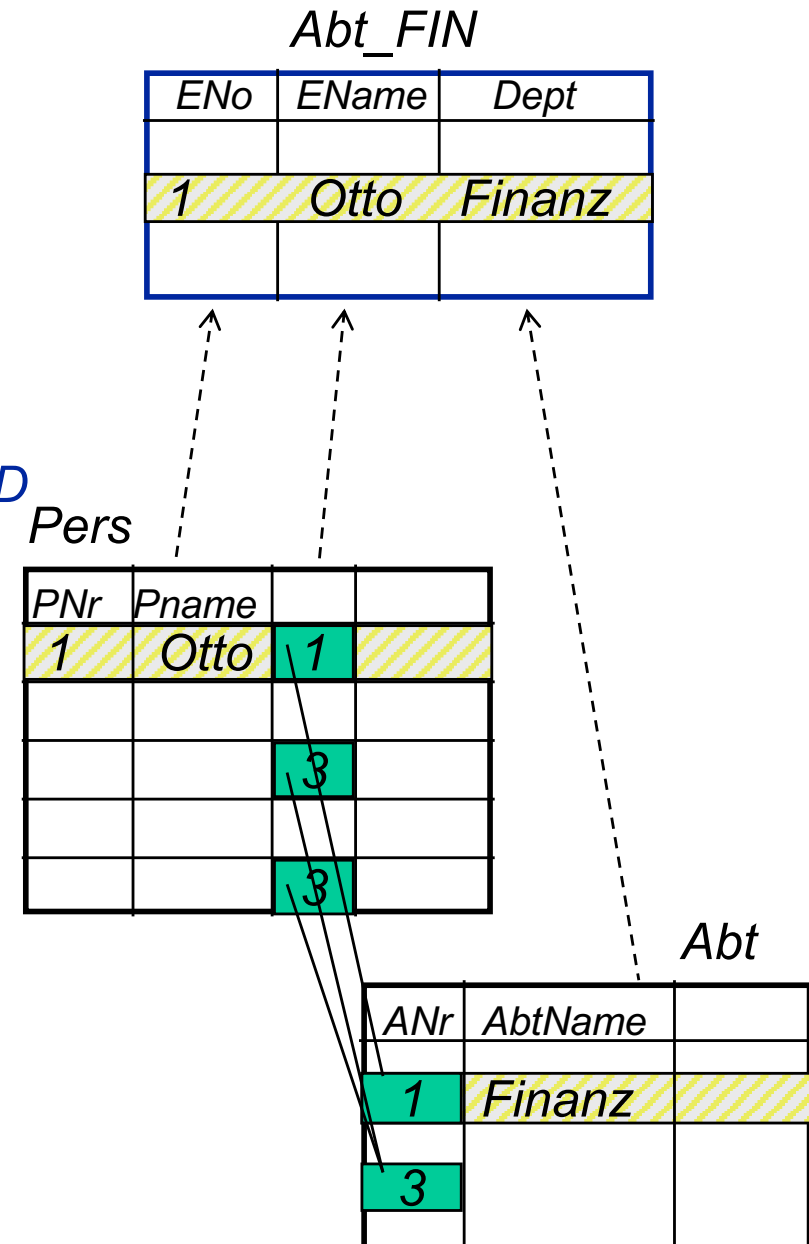 Abt_FIN
ENo EName Dept
1 Otto Finanz
D
Pers
PNr Pname
1 Otto 1
3
3
Abt
ANr AbtName
1 Finanz
3